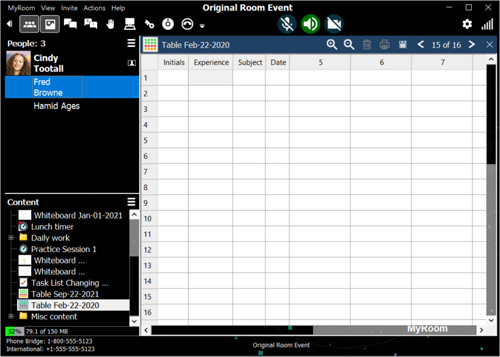 MyRoom View Invite Actions Help
Original Room Event
People: 3
Cindy
Tootall
Fred
Browne
Hamid Ages
Content
Whiteboard Jan-01-2021
Lunch timer
Daily work
Practice Session 1
Whiteboard ...
Whiteboard ...
Task List Changing ...
Table Sep-22-2021
Table Feb-22-2020
Misc content
52% 79.1 of 150 MB
Phone Bridge: 1-800-555-5123
International: +1-555-555-5123
Table Feb-22-2020
15 of 16
Initials Experience Subject Date 5 6 7
1
2
3
4
5
6
7
8
9
10
11
12
13
14
15
16
MyRoom
Original Room Event